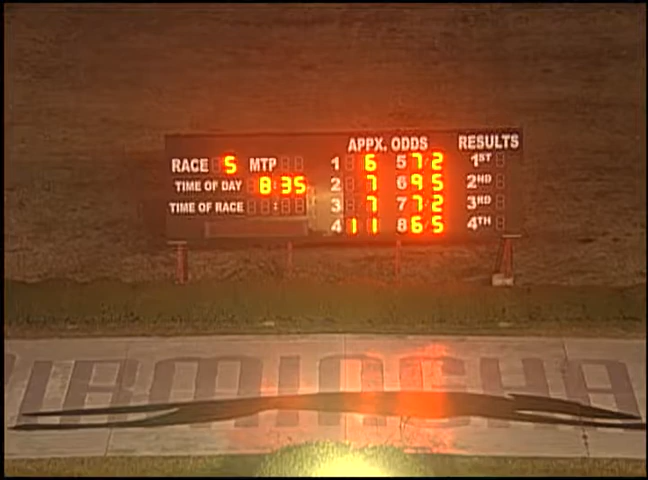 APPX. ODDS RESULTS
RACE 5 MTP 1 6 5 7 2 1ST
TIME OF DAY 8:35 2 7 6 9 5 2ND
TIME OF RACE : 3 7 7 7 2 3RD
4 11 8 6 5 4TH
BIRMINGHA